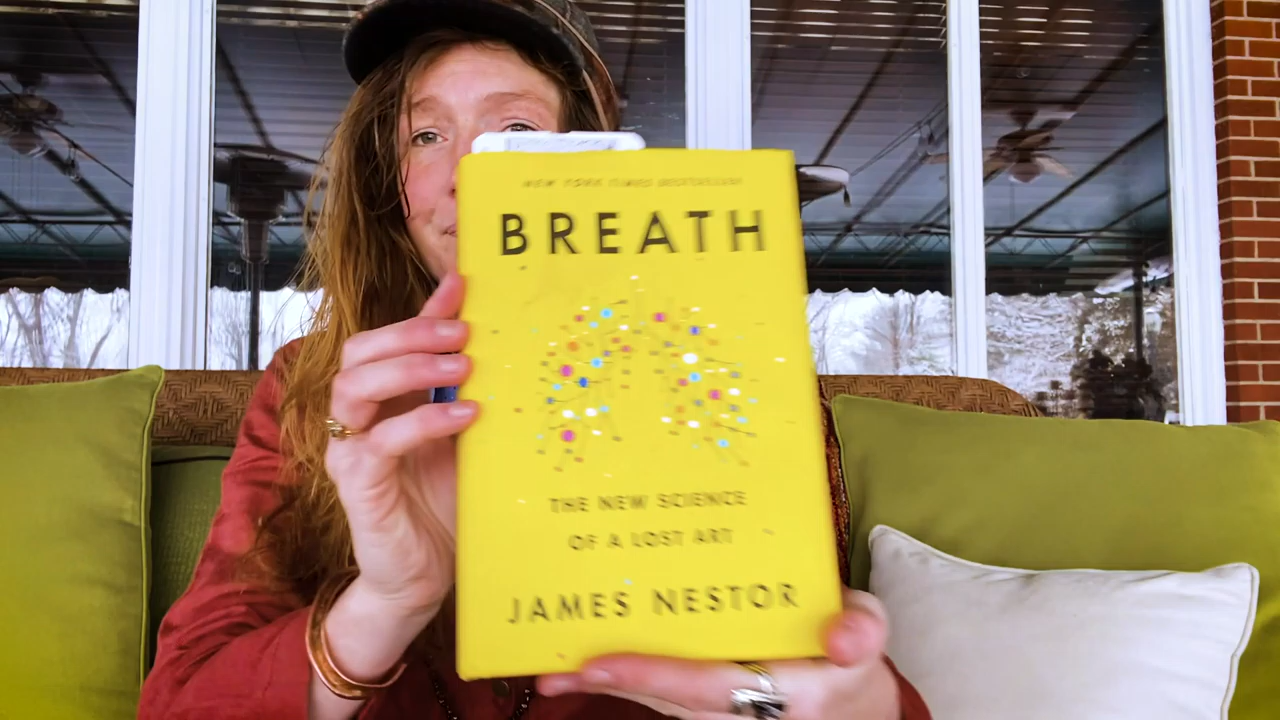 NEW YORK TIMES BESTSELLER
BREATH
THE NEW SCIENCE
OF A LOST ART
JAMES NESTOR